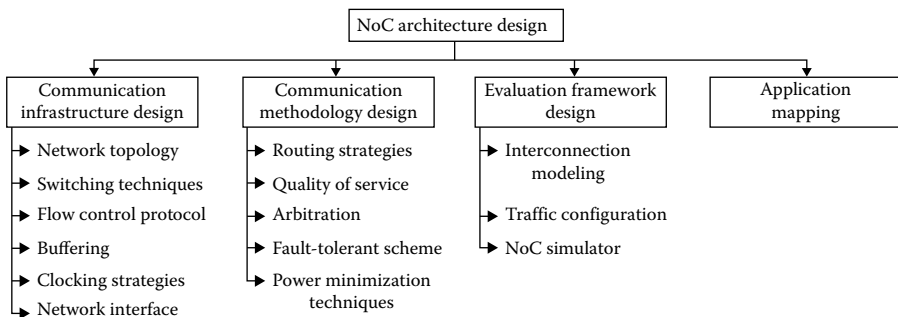 NoC architecture design
Communication
infrastructure design
Network topology
Switching techniques
Flow control protocol
Buffering
Clocking strategies
Network interface
Communication
methodology design
Routing strategies
Quality of service
Arbitration
Fault-tolerant scheme
Power minimization
techniques
Evaluation framework
design
Interconnection
modeling
Traffic configuration
NoC simulator
Application
mapping